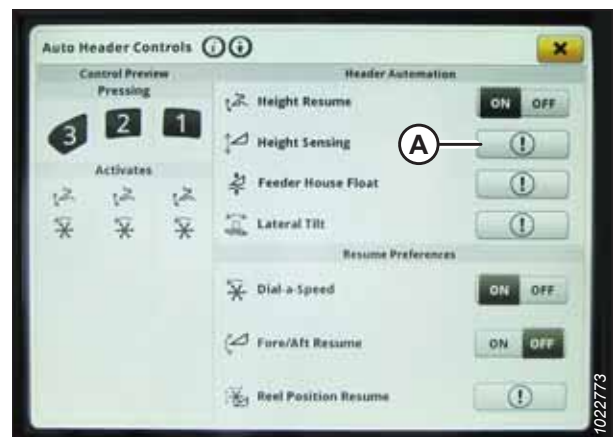 Auto Header Controls
Control Preview
Pressing
3 2 1
Activates
Header Automation
Height Resume ON OFF
Height Sensing A
Feeder House Float
Lateral Tilt
Resume Preferences
Dial-a-Speed ON OFF
Fore/Aft Resume ON OFF
Reel Position Resume
1022773